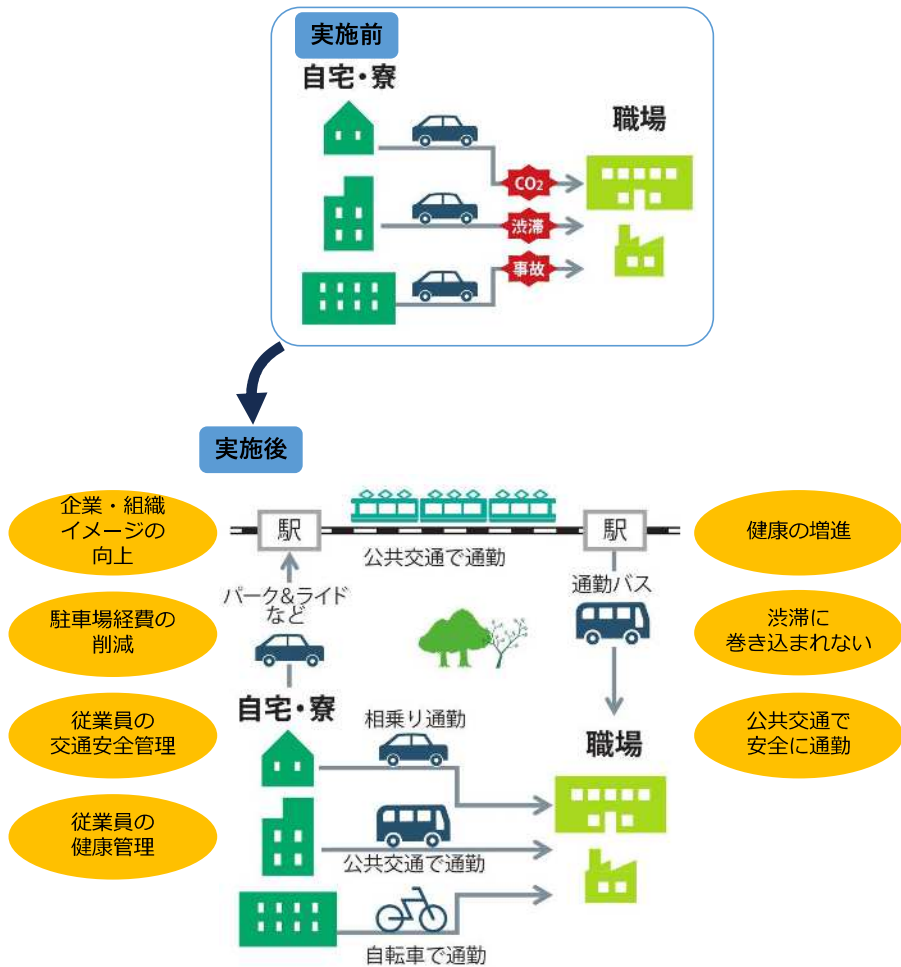 実施前
自宅・寮
職場
CO₂
渋滞
事故
実施後
企業・組織
イメージの
向上
駐車場経費の
削減
従業員の
交通安全管理
従業員の
健康管理
駅
駅
公共交通で通勤
パーク&ライド
など
通勤バス
自宅・寮
相乗り通勤
職場
公共交通で通勤
自転車で通勤
健康の増進
渋滞に
巻き込まれない
公共交通で
安全に通勤